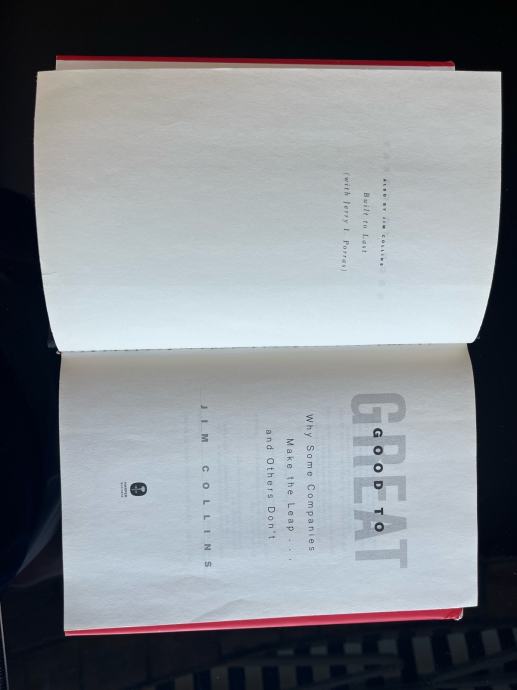 ALSO BY JIM COLLINS
Built to Last
(with Jerry I. Porras)
GOOD TO
GREAT
Why Some Companies
Make the Leap . . .
and Others Don't
JIM COLLINS